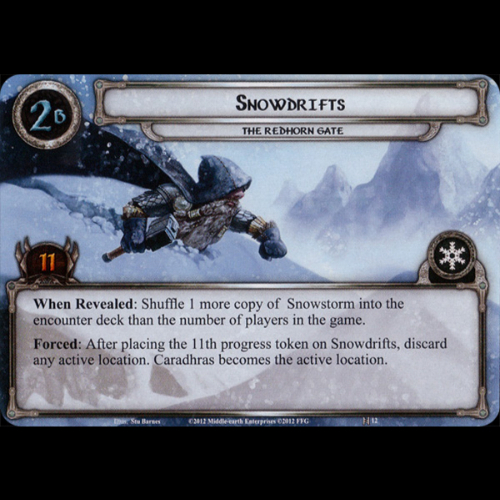 2B
SNOWDRIFTS
THE REDHORN GATE
11
When Revealed: Shuffle 1 more copy of Snowstorm into the
encounter deck than the number of players in the game.
Forced: After placing the 11th progress token on Snowdrifts, discard
any active location. Caradhras becomes the active location.
Illus. Sea Barnes ©2012 Middle-earth Enterprises ©2012 FFG 1112